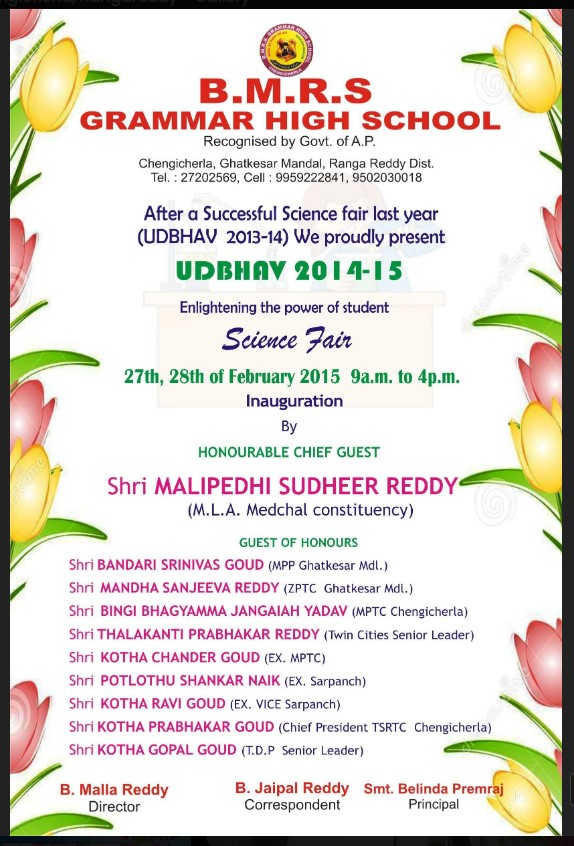 B.M.R.S
GRAMMAR HIGH SCHOOL
Recognised by Govt. of A.P.
Chengicherla, Ghatkesar Mandal, Ranga Reddy Dist.
Tel. : 27202569, Cell : 9959222841, 9502030018
After a Successful Science fair last year
(UDBHAV 2013-14) We proudly present
UDBHAV 2014-15
Enlightening the power of student
Science Fair
27th, 28th of February 2015 9a.m. to 4p.m.
Inauguration
By
HONOURABLE CHIEF GUEST
Shri MALIPEDHI SUDHEER REDDY
(M.L.A. Medchal constituency)
GUEST OF HONOURS
Shri BANDARI SRINIVAS GOUD (MPP Ghatkesar Mdl.)
Shri MANDHA SANJEEVA REDDY (ZPTC Ghatkesar Mdl.)
Shri BINGI BHAGYAMMA JANGAIAH YADAV (MPTC Chengicherla)
Shri THALAKANTI PRABHAKAR REDDY (Twin Cities Senior Leader)
Shri KOTHA CHANDER GOUD (EX. MPTC)
Shri POTLOTHU SHANKAR NAIK (EX. Sarpanch)
Shri KOTHA RAVI GOUD (EX. VICE Sarpanch)
Shri KOTHA PRABHAKAR GOUD (Chief President TSRTC Chengicherla)
Shri KOTHA GOPAL GOUD (T.D.P Senior Leader)
B. Malla Reddy B. Jaipal Reddy Smt. Belinda Premraj
Director Correspondent Principal